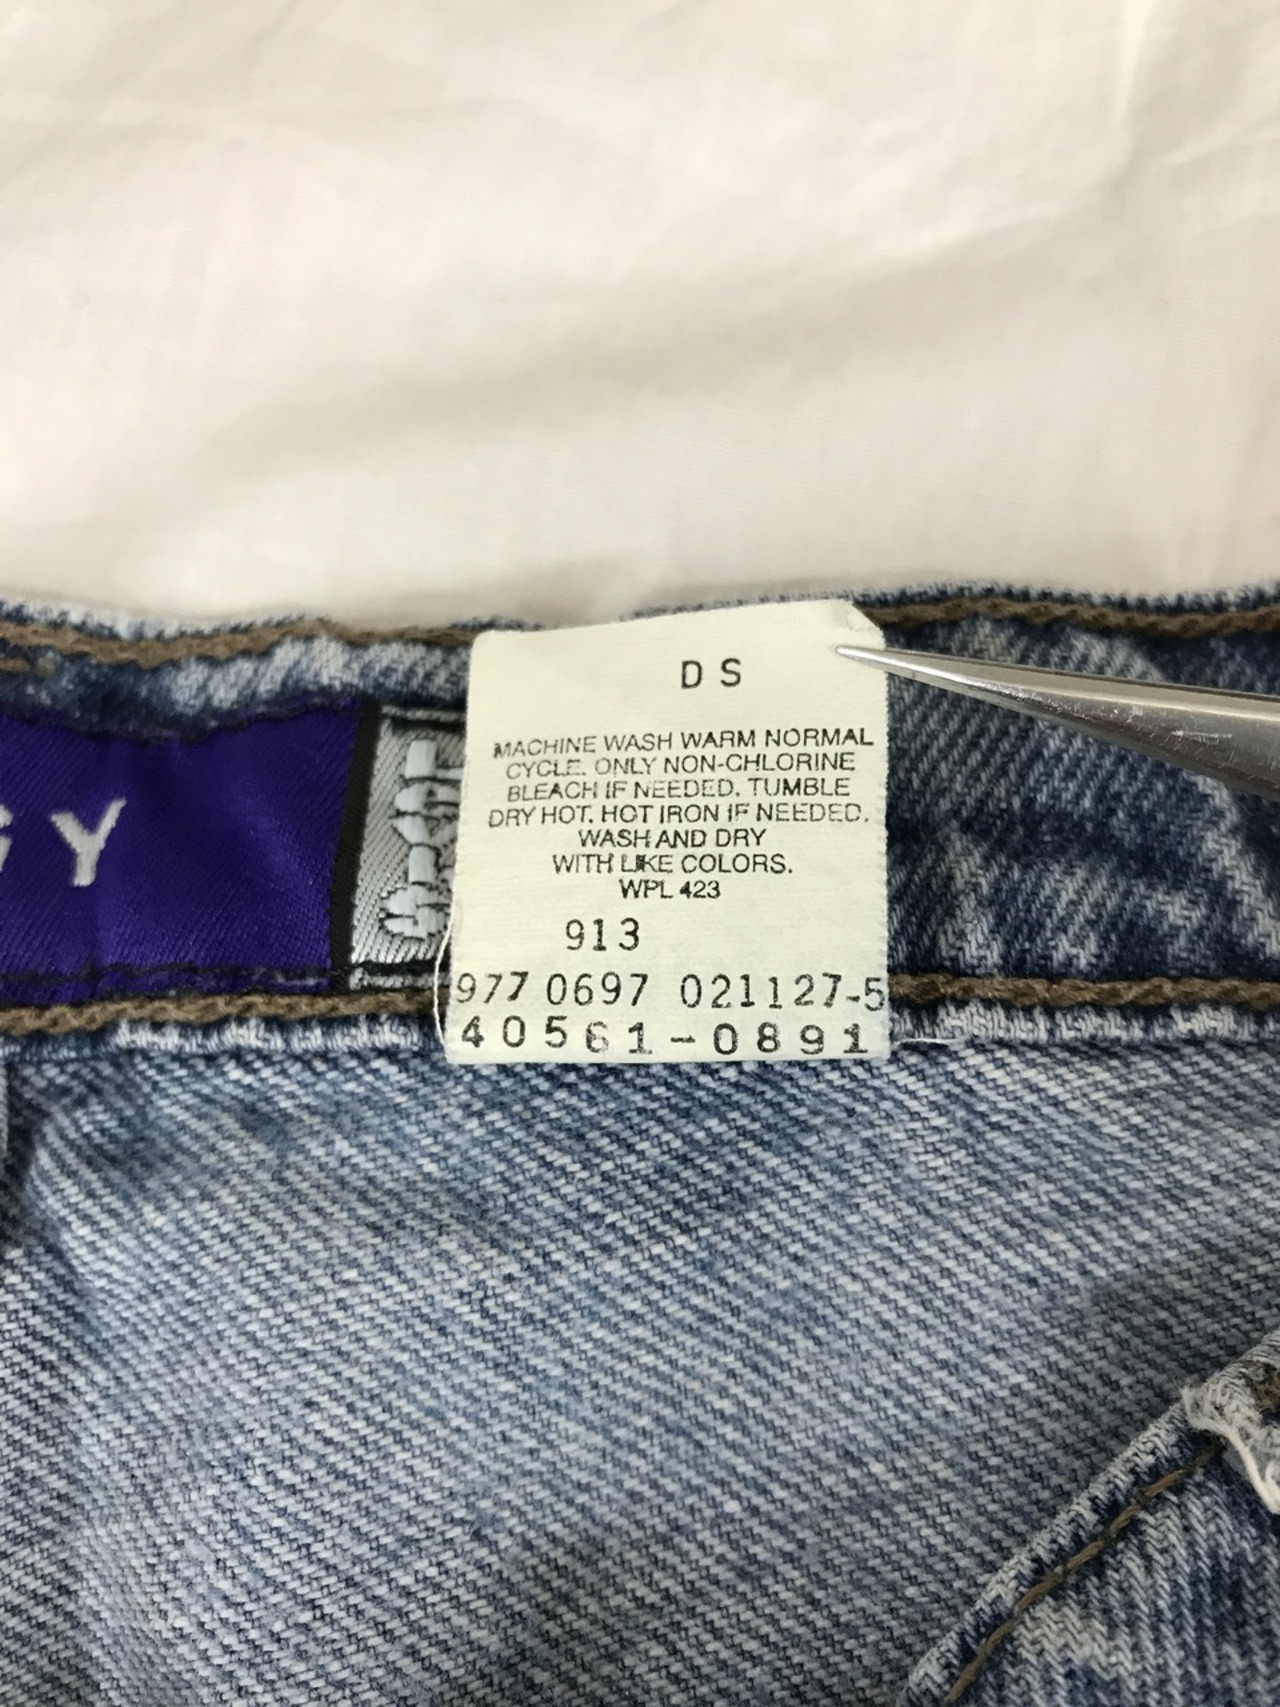 DS
MACHINE WASH WARM NORMAL
CYCLE. ONLY NON-CHLORINE
BLEACH IF NEEDED. TUMBLE
DRY HOT. HOT IRON IF NEEDED.
WASH AND DRY
WITH LIKE COLORS.
WPL 423
913
977 0697 021127-5
40561-0891
GY